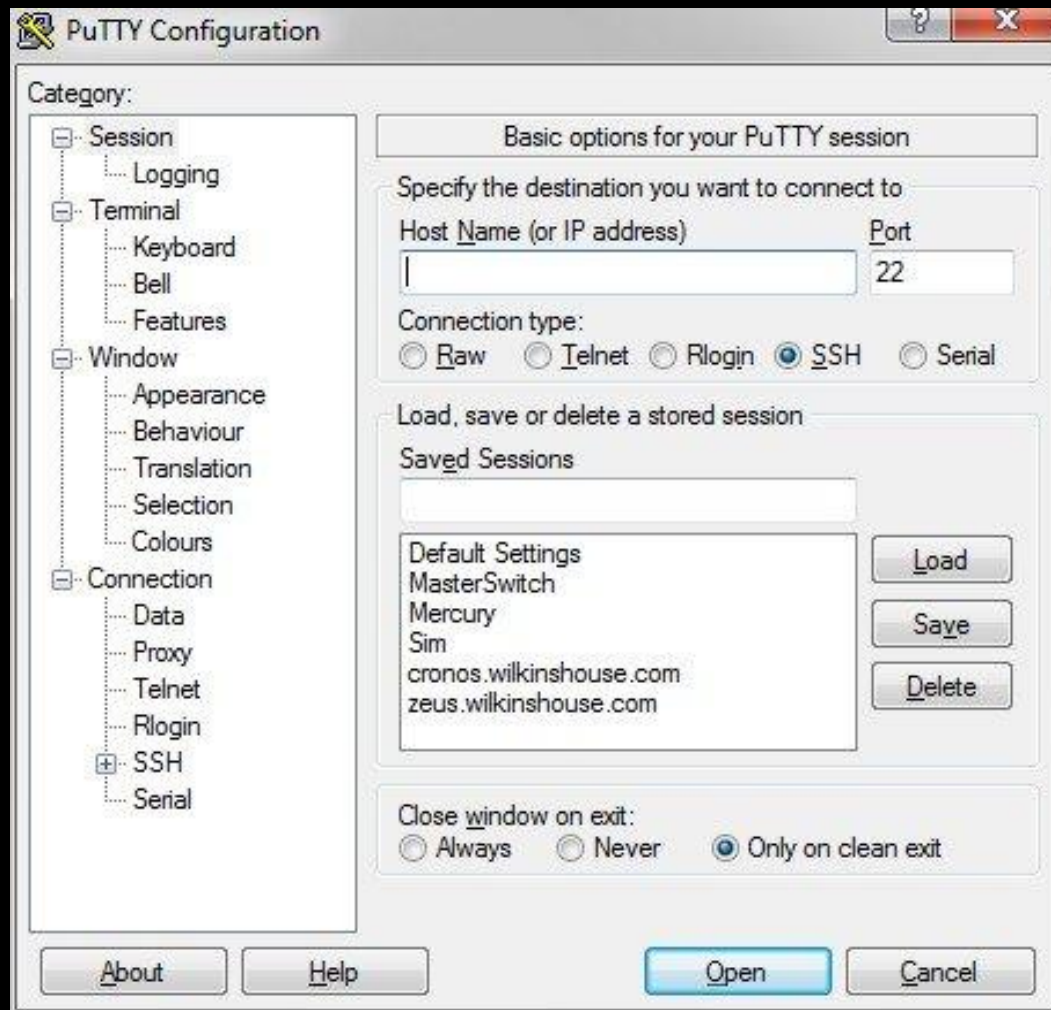 PuTTY Configuration
?
X
Category:
Session
Logging
Terminal
Keyboard
Bell
Features
Window
Appearance
Behaviour
Translation
Selection
Colours
Connection
Data
Proxy
Telnet
Rlogin
SSH
Serial
Basic options for your PuTTY session
Specify the destination you want to connect to
Host Name (or IP address) Port
22
Connection type:
Raw Telnet Rlogin SSH Serial
Load, save or delete a stored session
Saved Sessions
Default Settings
MasterSwitch
Mercury
Sim
cronos.wilkinshouse.com
zeus.wilkinshouse.com
Load
Save
Delete
Close window on exit:
Always Never Only on clean exit
About Help Open Cancel